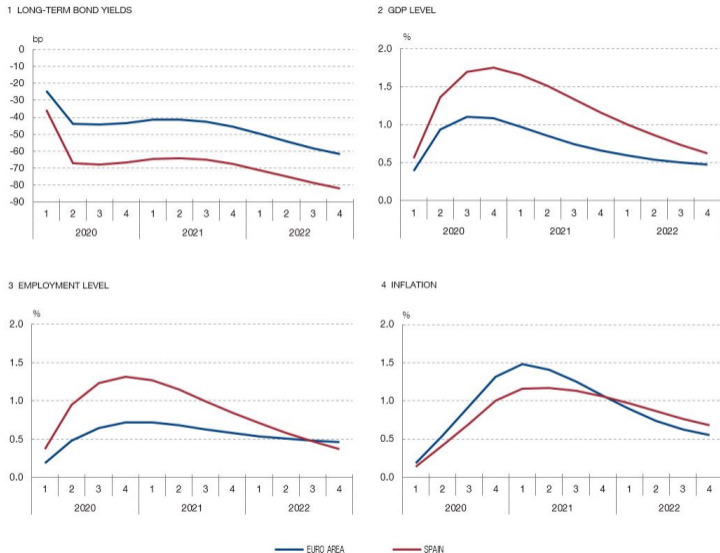 1 LONG-TERM BOND YIELDS
bp
0
-10
-20
-30
-40
-50
-60
-70
-80
-90
1 2 3 4 1 2 3 4 1 2 3 4
2020 2021 2022
2 GDP LEVEL
%
2.0
1.5
1.0
0.5
0.0
1 2 3 4 1 2 3 4 1 2 3 4
2020 2021 2022
3 EMPLOYMENT LEVEL
%
2.0
1.5
1.0
0.5
0.0
1 2 3 4 1 2 3 4 1 2 3 4
2020 2021 2022
4 INFLATION
%
2.0
1.5
1.0
0.5
0.0
1 2 3 4 1 2 3 4 1 2 3 4
2020 2021 2022
EURO AREA SPAIN